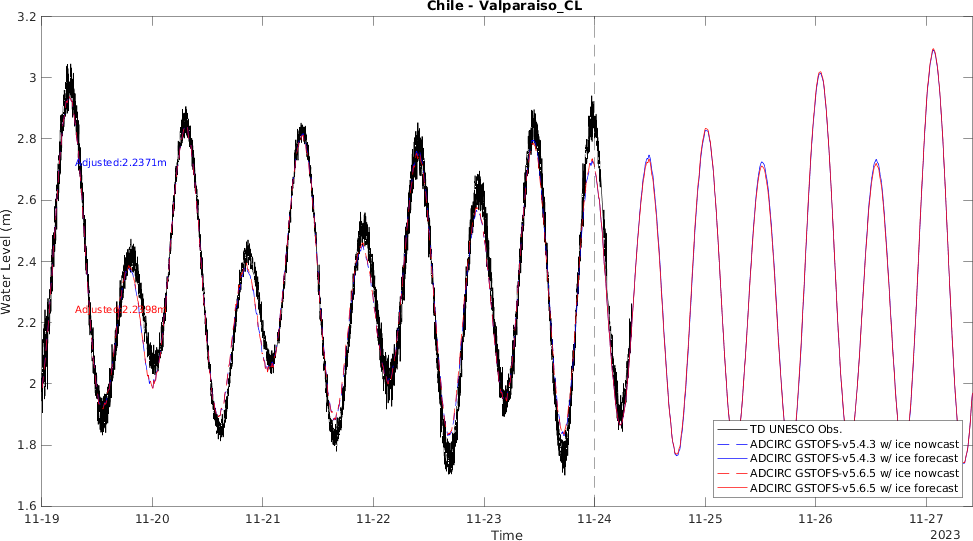 Chile - Valparaiso_CL
3.2
3
2.8
2.6
2.4
2.2
2
1.8
1.6
Water Level (m)
Adjusted:2.2371m
TD UNESCO Obs.
ADCIRC GSTOFS-v5.4.3 w/ ice nowcast
ADCIRC GSTOFS-v5.4.3 w/ ice forecast
ADCIRC GSTOFS-v5.6.5 w/ ice nowcast
ADCIRC GSTOFS-v5.6.5 w/ ice forecast
11-19
11-20
11-21
11-22
11-23
11-24
11-25
11-26
11-27
Time
2023